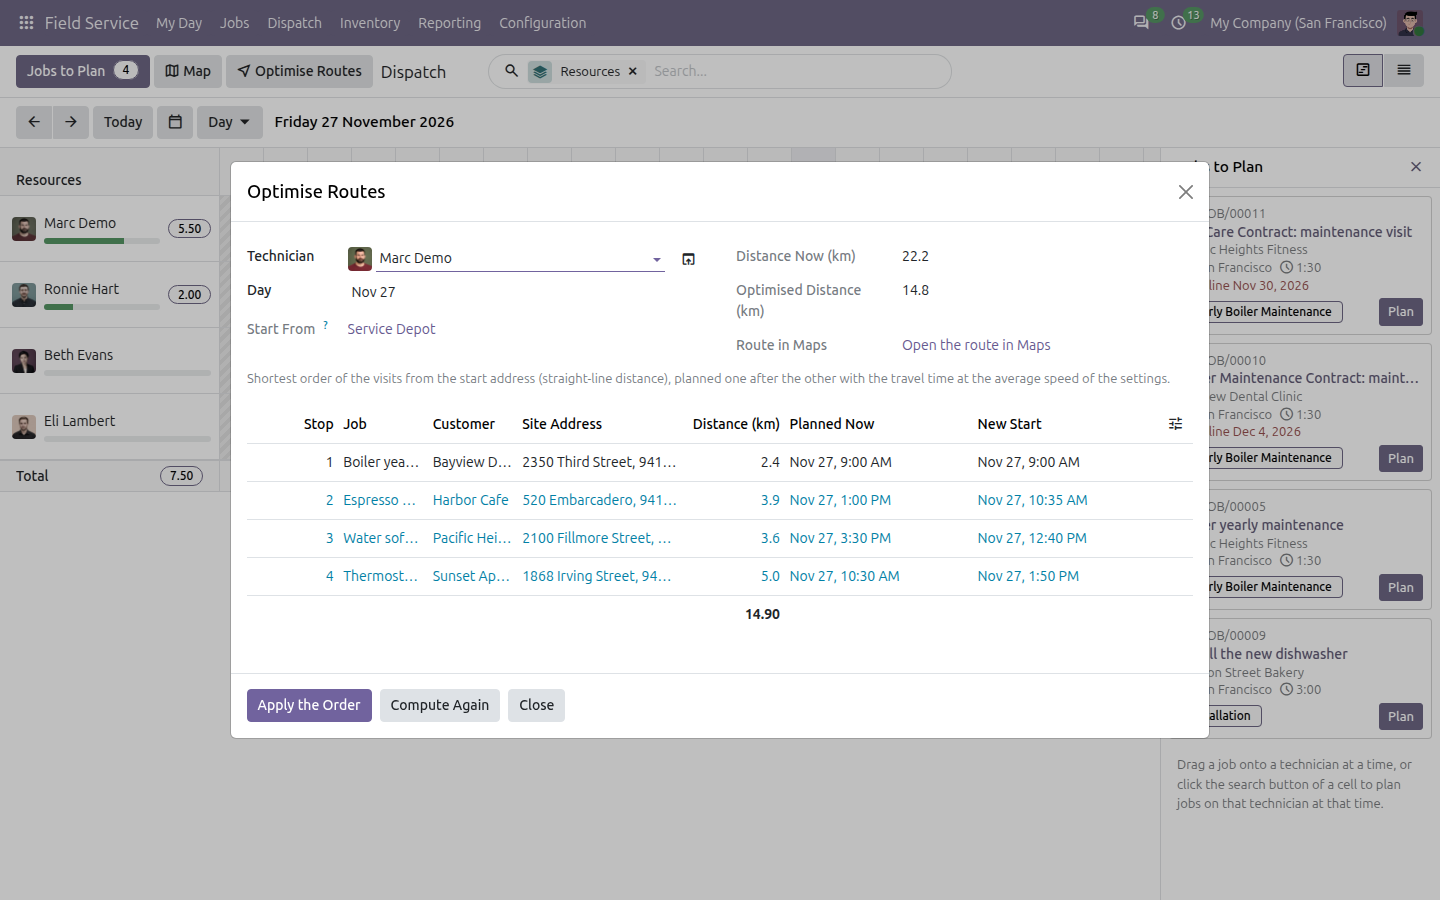 Field Service My Day Jobs Dispatch Inventory Reporting Configuration 8 13 My Company (San Francisco)
Jobs to Plan 4 Map Optimise Routes Dispatch Resources Search...
Today Day Friday 27 November 2026
Resources
Marc Demo 5.50
Ronnie Hart 2.00
Beth Evans
Eli Lambert
Total 7.50
Optimise Routes
Technician Marc Demo
Day Nov 27
Start From ? Service Depot
Distance Now (km) 22.2
Optimised Distance (km) 14.8
Route in Maps Open the route in Maps
Shortest order of the visits from the start address (straight-line distance), planned one after the other with the travel time at the average speed of the settings.
Stop Job Customer Site Address Distance (km) Planned Now New Start
1 Boiler yea... Bayview D... 2350 Third Street, 941... 2.4 Nov 27, 9:00 AM Nov 27, 9:00 AM
2 Espresso ... Harbor Cafe 520 Embarcadero, 941... 3.9 Nov 27, 1:00 PM Nov 27, 10:35 AM
3 Water sof... Pacific Hei... 2100 Fillmore Street, ... 3.6 Nov 27, 3:30 PM Nov 27, 12:40 PM
4 Thermost... Sunset Ap... 1868 Irving Street, 94... 5.0 Nov 27, 10:30 AM Nov 27, 1:50 PM
14.90
Apply the Order Compute Again Close
to Plan
OB/00011
Care Contract: maintenance visit
c Heights Fitness
n Francisco 1:30
line Nov 30, 2026
rly Boiler Maintenance Plan
OB/00010
r Maintenance Contract: maint...
ew Dental Clinic
n Francisco 1:30
line Dec 4, 2026
rly Boiler Maintenance Plan
OB/00005
r yearly maintenance
c Heights Fitness
n Francisco 1:30
rly Boiler Maintenance Plan
OB/00009
ll the new dishwasher
on Street Bakery
n Francisco 3:00
allation Plan
Drag a job onto a technician at a time, or
click the search button of a cell to plan
jobs on that technician at that time.